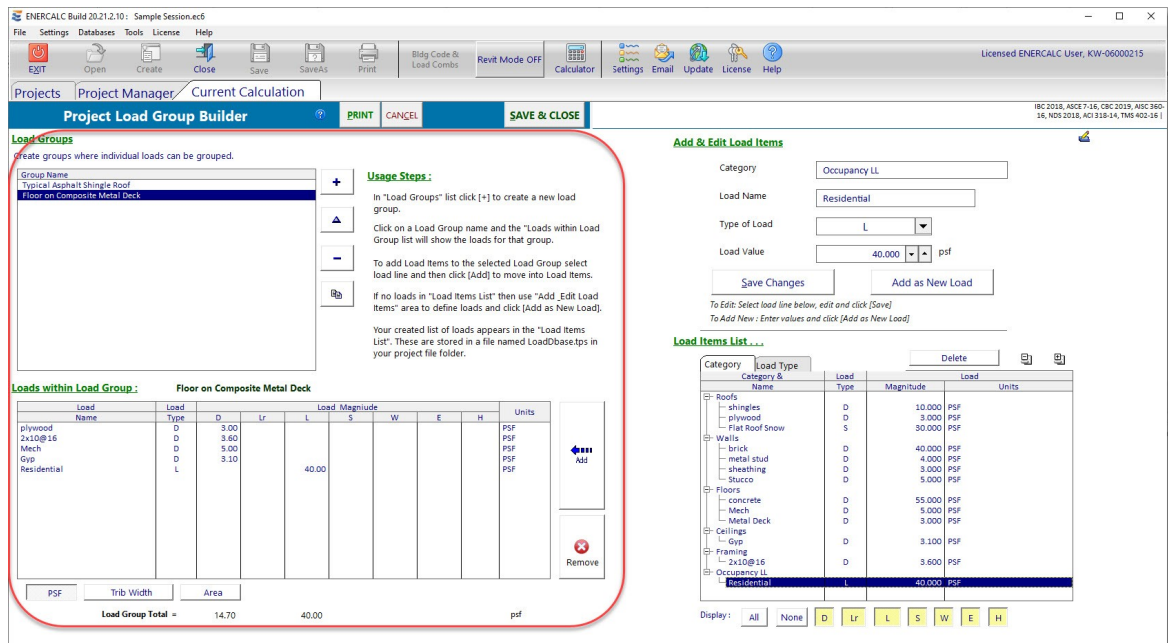 ENERCALC Build 20.21.2.10 : Sample Session.ec6
File Settings Databases Tools License Help
EXIT Open Create Close Save SaveAs Print Bldg Code & Load Combs Revit Mode OFF Calculator Settings Email Update License Help
Licensed ENERCALC User, KW-06000215
Projects Project Manager Current Calculation
Project Load Group Builder ? PRINT CANCEL SAVE & CLOSE
IBC 2018, ASCE 7-16, CBC 2019, AISC 360-
16, NDS 2018, ACI 318-14, TMS 402-16 |
Load Groups
Create groups where individual loads can be grouped.
Group Name
Typical Asphalt Shingle Roof
Floor on Composite Metal Deck
+
-
Usage Steps :
In "Load Groups" list click [+] to create a new load
group.
Click on a Load Group name and the "Loads within Load
Group list will show the loads for that group.
To add Load Items to the selected Load Group select
load line and then click [Add] to move into Load Items.
If no loads in "Load Items List" then use "Add _Edit Load
Items" area to define loads and click [Add as New Load].
Your created list of loads appears in the "Load Items
List". These are stored in a file named LoadDbase.tps in
your project file folder.
Loads within Load Group : Floor on Composite Metal Deck
Load Load Load Magniude Units
Name Type D Lr L S W E H
plywood D 3.00 PSF
2x10@16 D 3.60 PSF
Mech D 5.00 PSF
Gyp D 3.10 PSF
Residential L 40.00 PSF
Add
Remove
PSF Trib Width Area
Load Group Total = 14.70 40.00 psf
Add & Edit Load Items
Category Occupancy LL
Load Name Residential
Type of Load L
Load Value 40.000 psf
Save Changes Add as New Load
To Edit: Select load line below, edit and click [Save]
To Add New : Enter values and click [Add as New Load]
Load Items List . . .
Category Load Type Delete
Category & Load Load
Name Type Magnitude Units
Roofs
shingles D 10.000 PSF
plywood D 3.000 PSF
Flat Roof Snow S 30.000 PSF
Walls
brick D 40.000 PSF
metal stud D 4.000 PSF
sheathing D 3.000 PSF
Stucco D 5.000 PSF
Floors
concrete D 55.000 PSF
Mech D 5.000 PSF
Metal Deck D 3.000 PSF
Ceilings
Gyp D 3.100 PSF
Framing
2x10@16 D 3.600 PSF
Occupancy LL
Residential L 40.000 PSF
Display : All None D Lr L S W E H